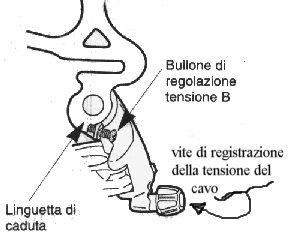 Bullone di
regolazione
tensione B
vite di registrazione
della tensione del
cavo
Linguetta di
caduta